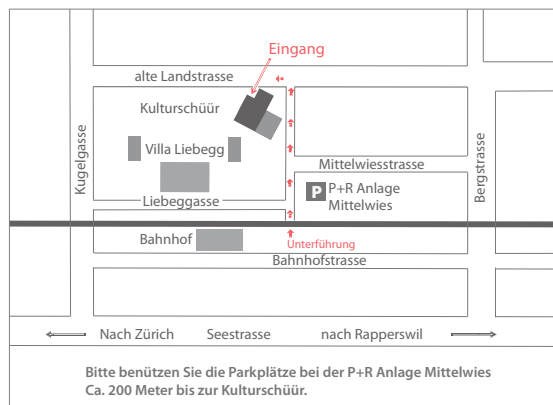 Eingang
alte Landstrasse
Kulturschüür
Kugelgasse
Villa Liebegg
Mittelwiesstrasse
Bergstrasse
P P+R Anlage
Mittelwies
Liebeggasse
Bahnhof
Unterführung
Bahnhofstrasse
Nach Zürich Seestrasse nach Rapperswil
Bitte benützen Sie die Parkplätze bei der P+R Anlage Mittelwies
Ca. 200 Meter bis zur Kulturschüür.